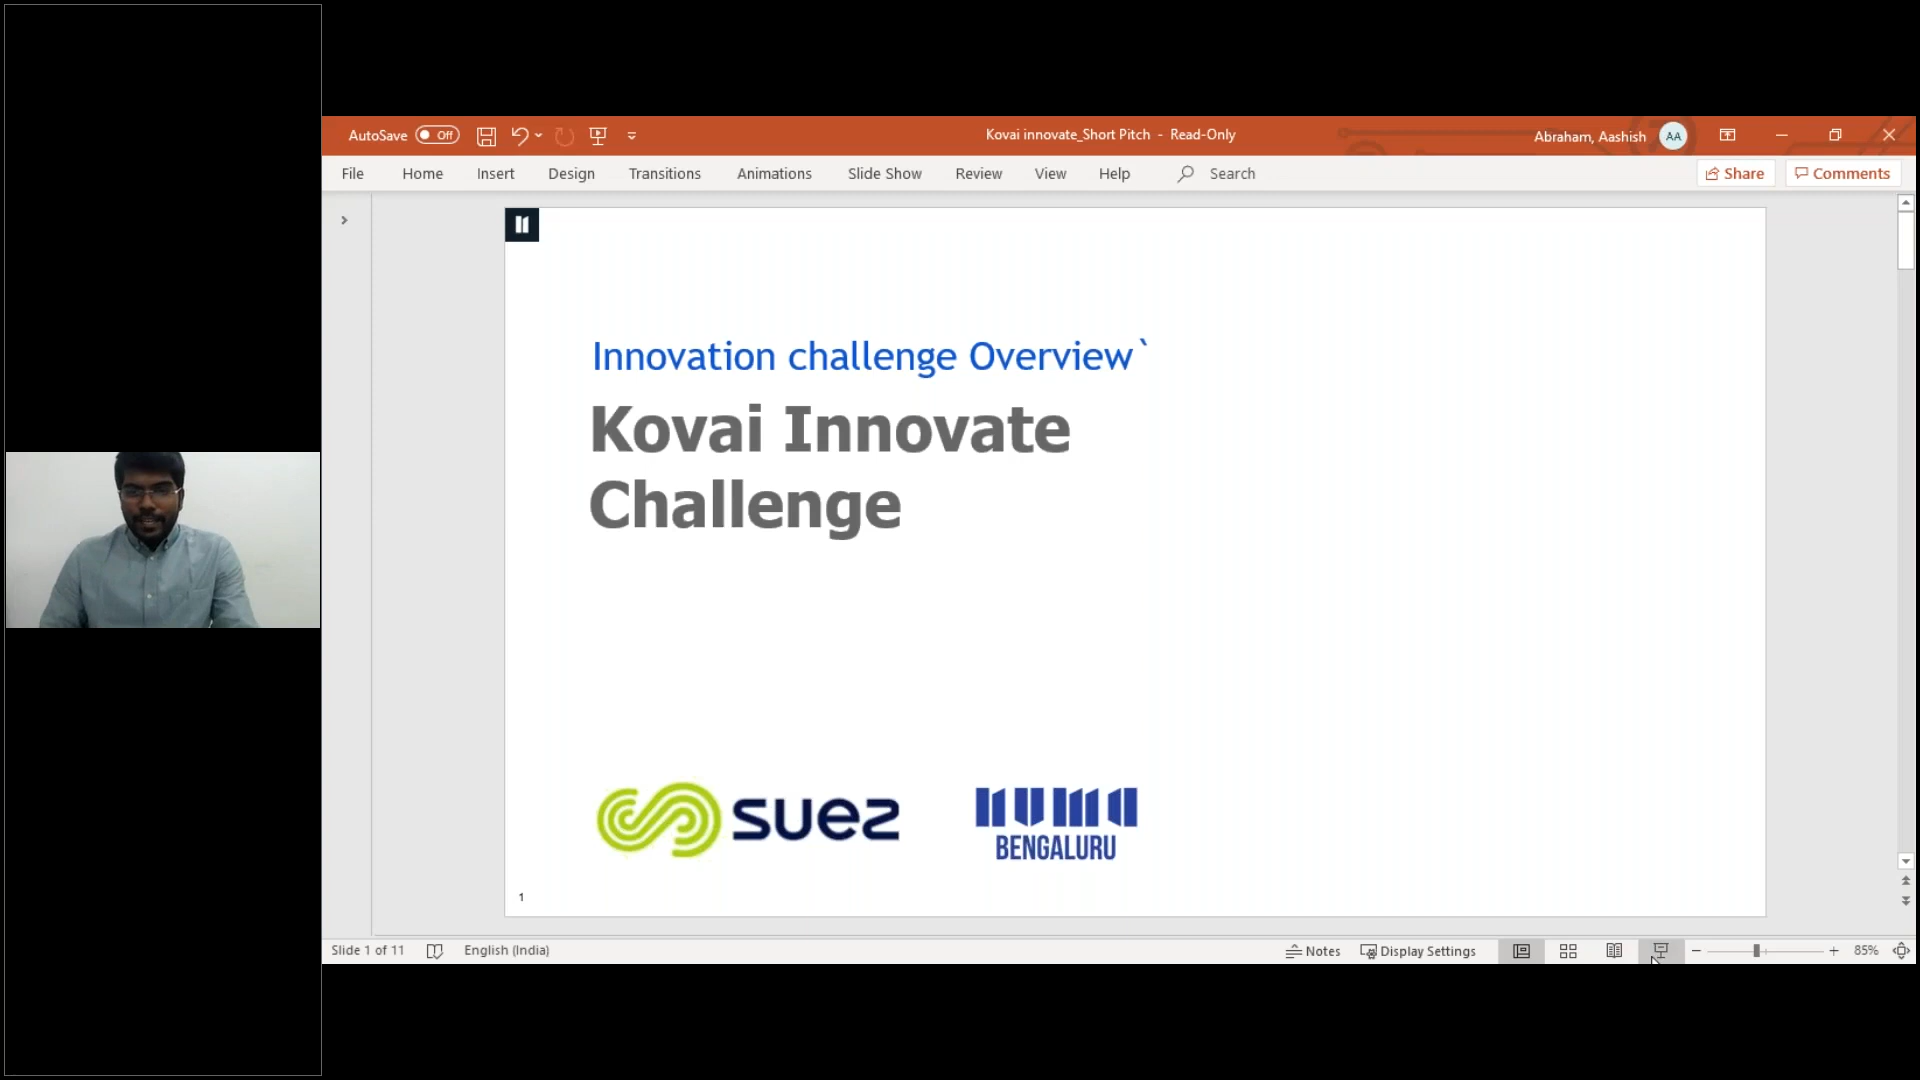 AutoSave Off
Kovai innovate_Short Pitch - Read-Only
Abraham, Aashish AA
File Home Insert Design Transitions Animations Slide Show Review View Help Search
Share Comments
Innovation challenge Overview`
Kovai Innovate
Challenge
suez
NUMA
BENGALURU
1
Slide 1 of 11 English (India) Notes Display Settings 85%